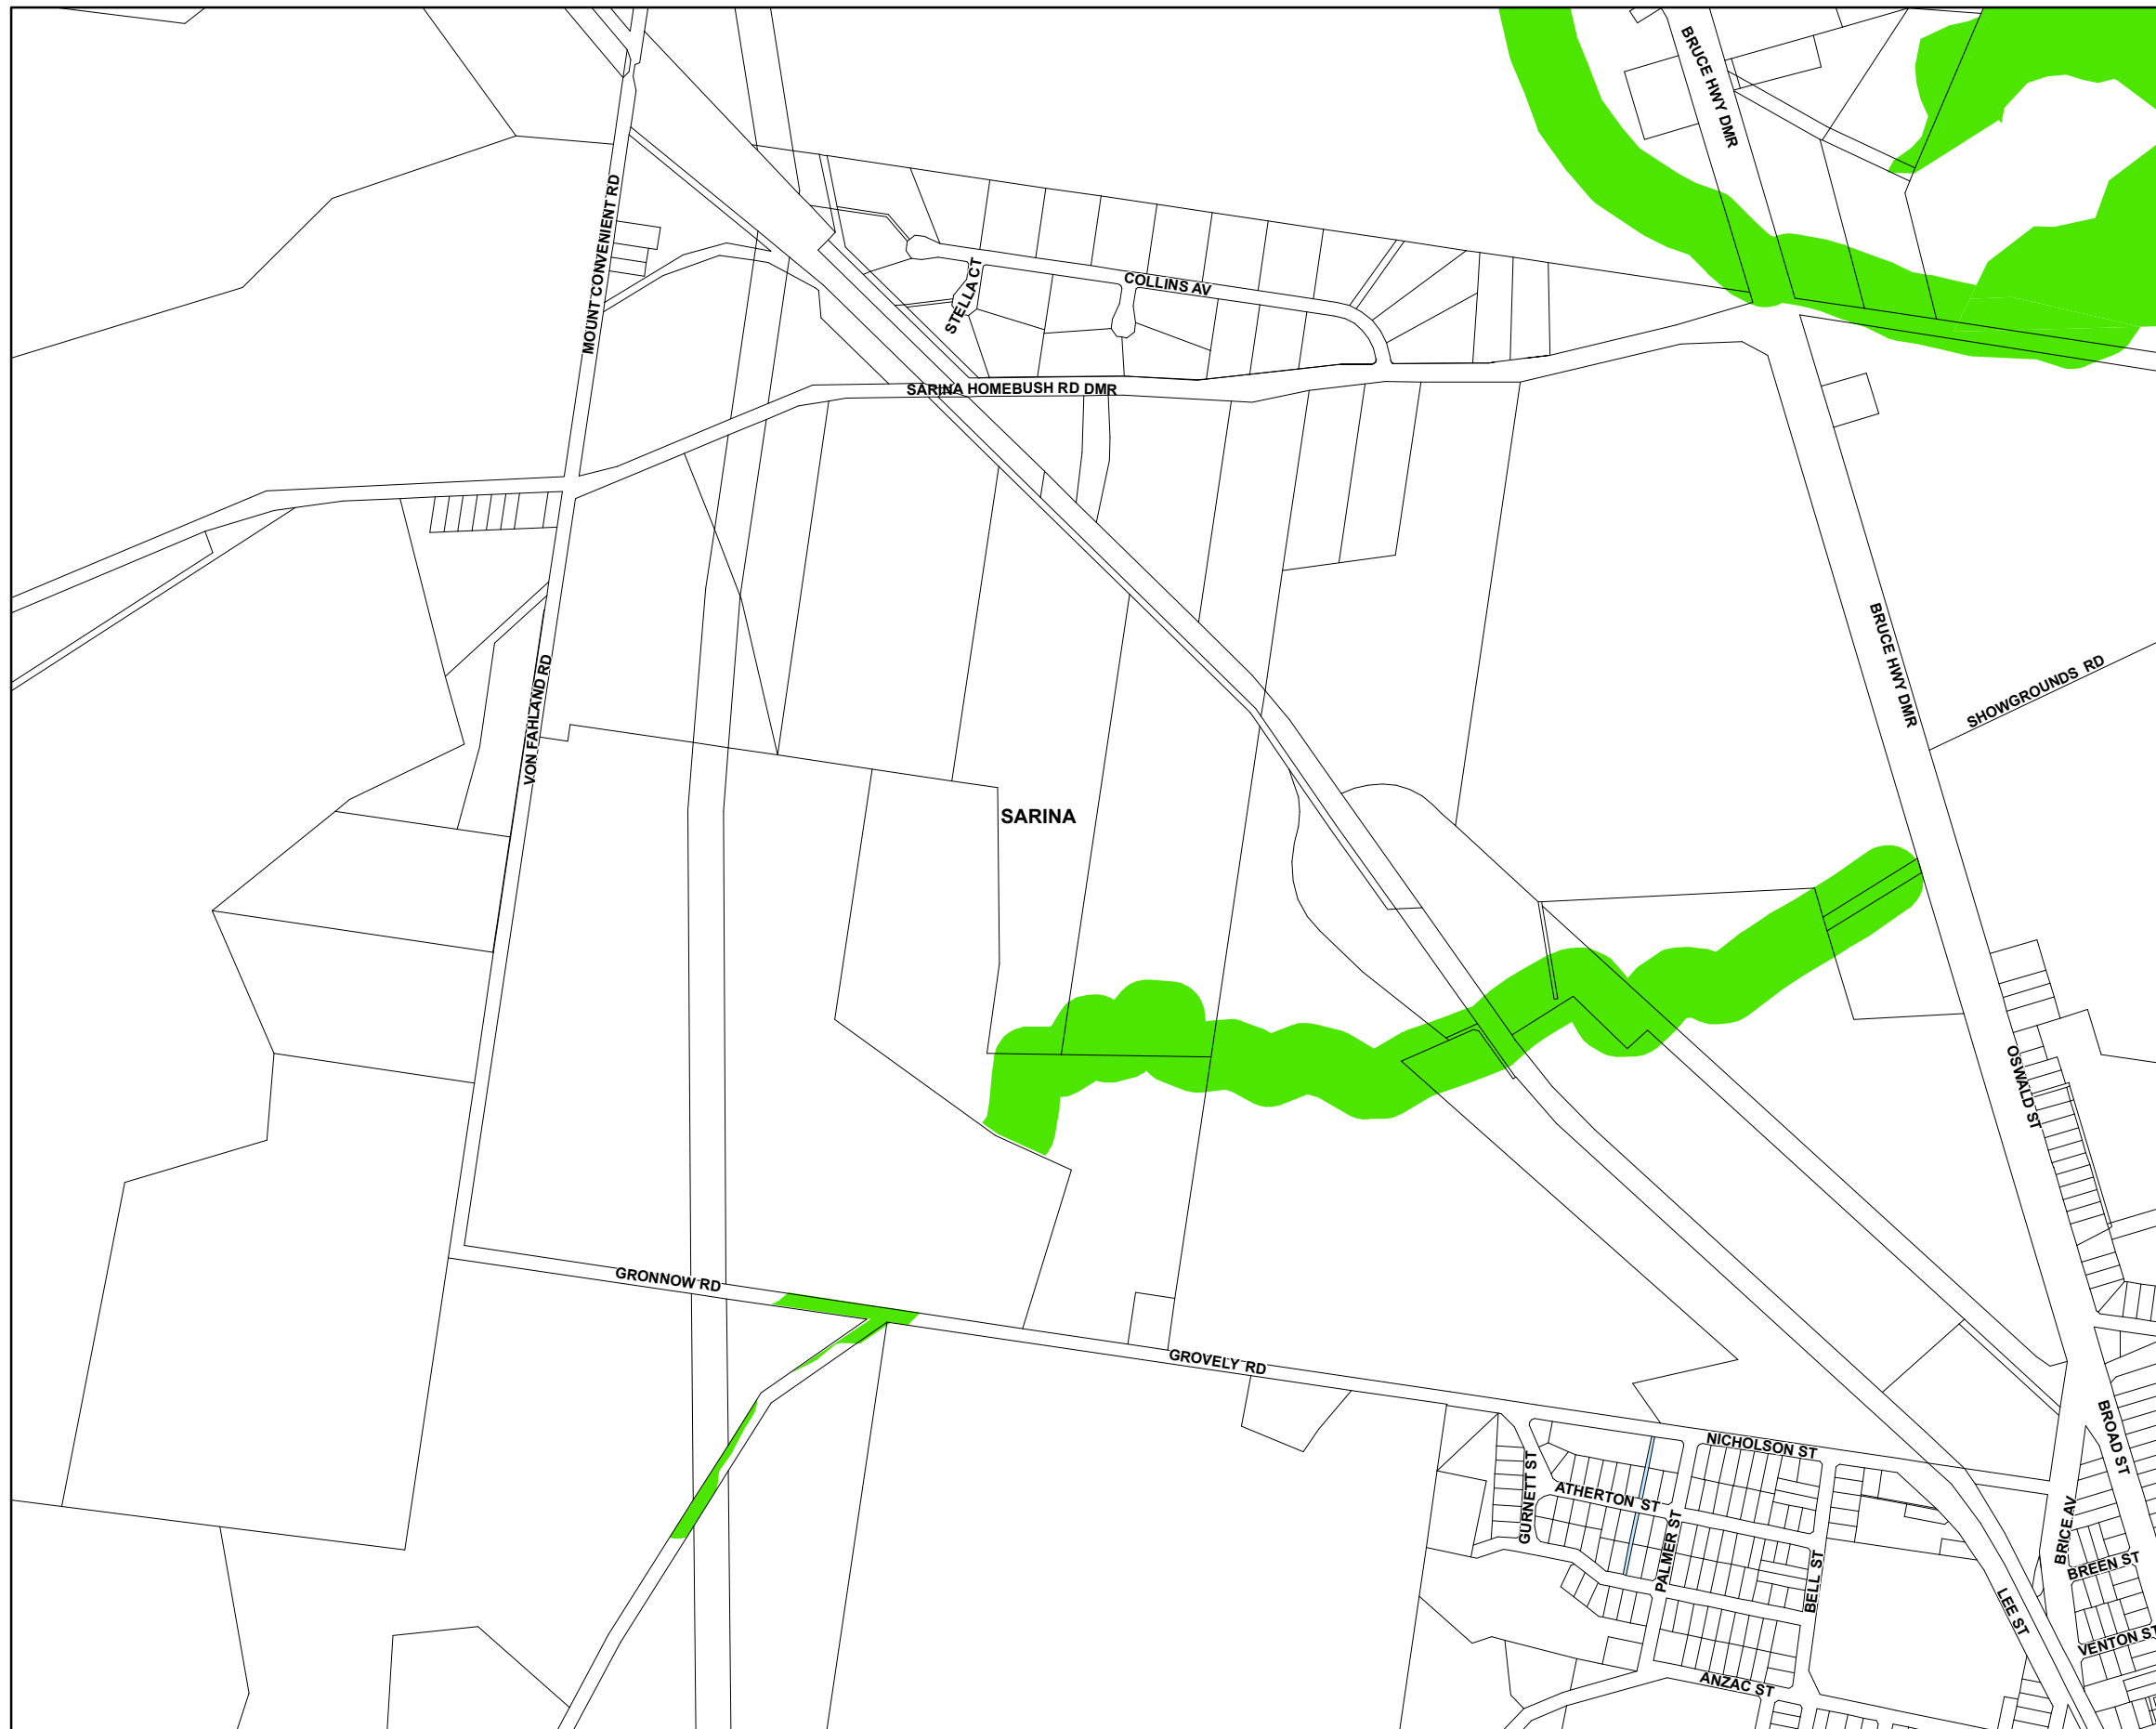 BRUCE HWY DMR
MOUNT CONVENIENT RD
STELLA CT
COLLINS AV
SARINA HOMEBUSH RD DMR
BRUCE HWY DMR
SHOWGROUNDS RD
VON FAHLAND RD
SARINA
OSWALD ST
GRONNOW RD
GROVELY RD
NICHOLSON ST
BROAD ST
GURNETT ST
ATHERTON ST
PALMER ST
BELL ST
BRICE AV
BREEN ST
LEE ST
VENTON ST
ANZAC ST